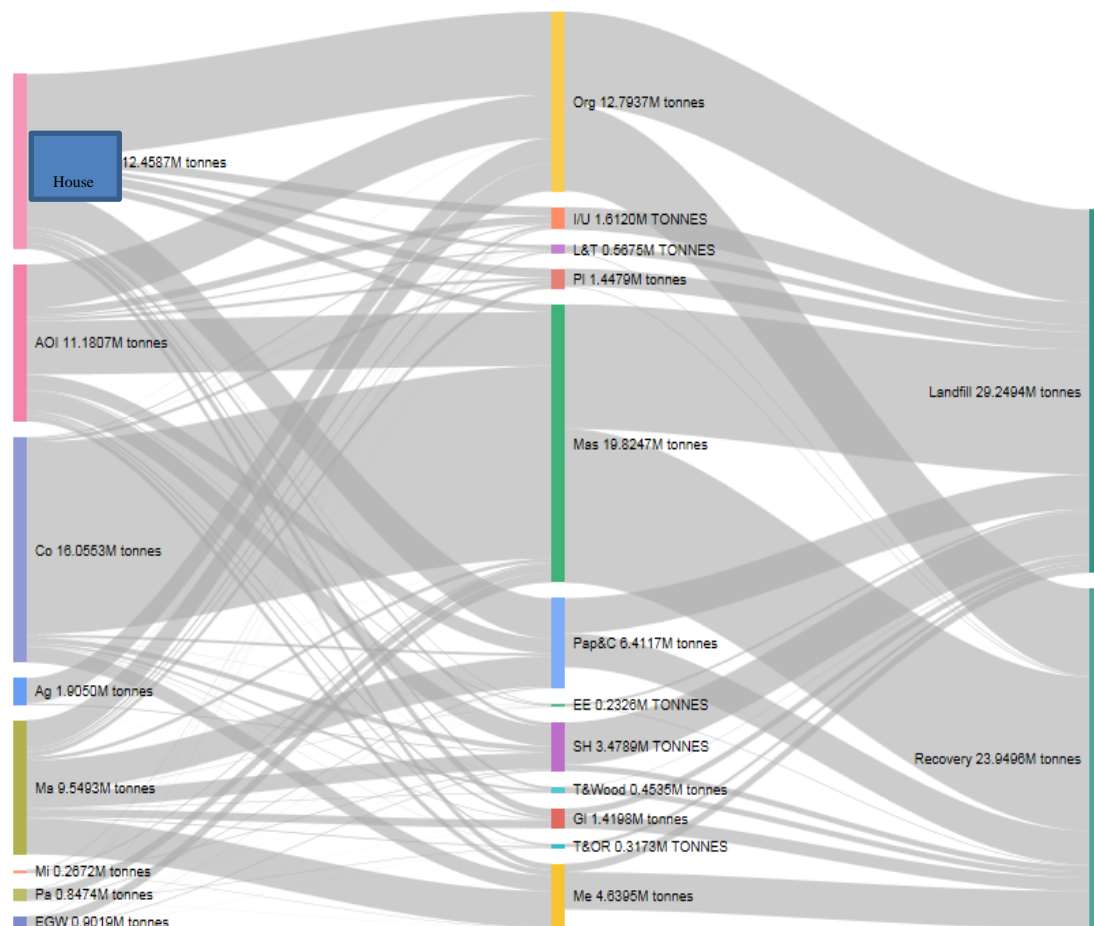 House
12.4587M tonnes
AOI 11.1807M tonnes
Co 16.0553M tonnes
Ag 1.9050M tonnes
Ma 9.5493M tonnes
Mi 0.2672M tonnes
Pa 0.8474M tonnes
EGW 0.9019M tonnes
Org 12.7937M tonnes
I/U 1.6120M TONNES
L&T 0.5675M TONNES
Pl 1.4479M tonnes
Mas 19.8247M tonnes
Pap&C 6.4117M tonnes
EE 0.2326M TONNES
SH 3.4789M TONNES
T&Wood 0.4535M tonnes
Gl 1.4198M tonnes
T&OR 0.3173M TONNES
Me 4.6395M tonnes
Landfill 29.2494M tonnes
Recovery 23.9496M tonnes